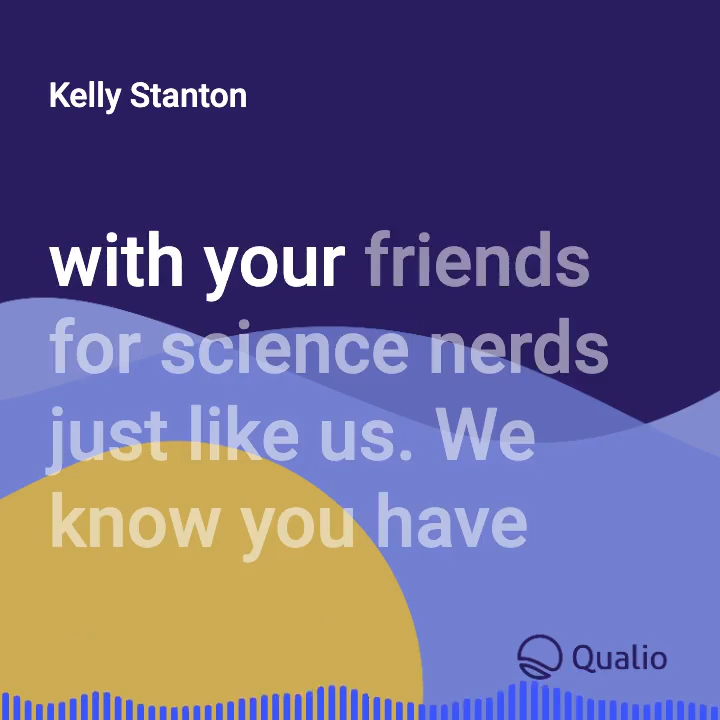 Kelly Stanton
with your friends
for science nerds
just like us. We
know you have
Qualio